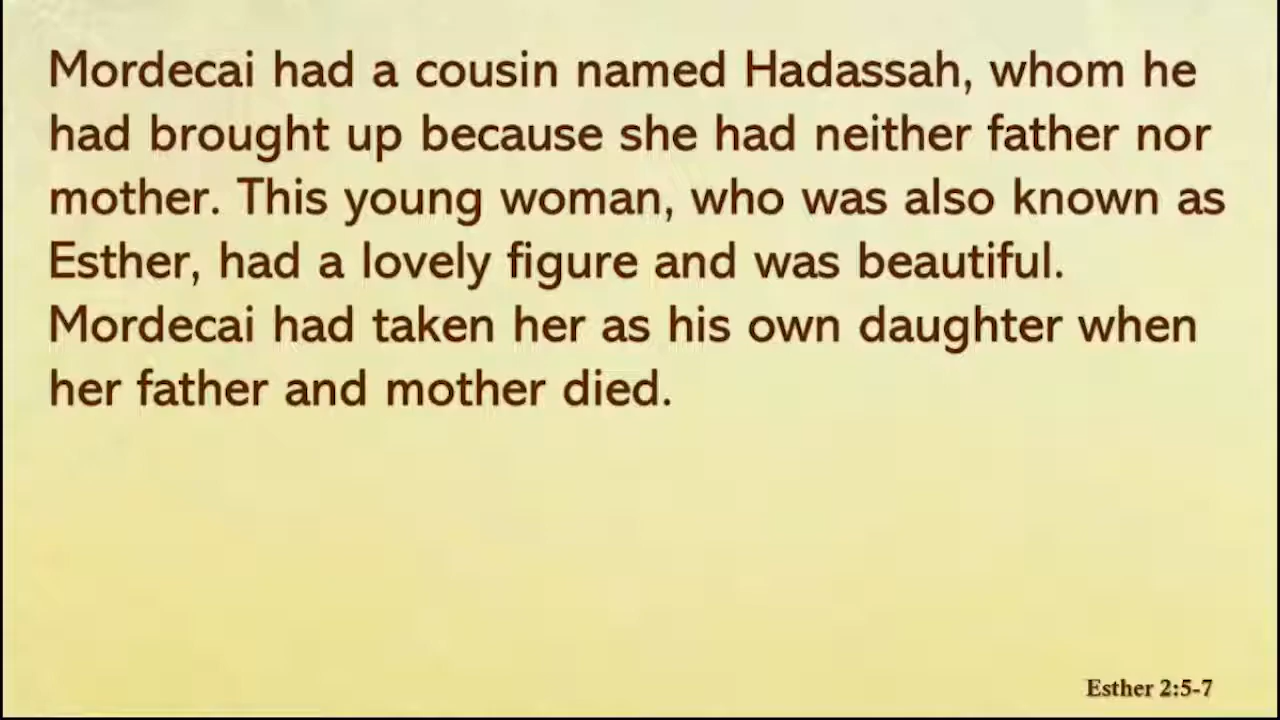 Mordecai had a cousin named Hadassah, whom he
had brought up because she had neither father nor
mother. This young woman, who was also known as
Esther, had a lovely figure and was beautiful.
Mordecai had taken her as his own daughter when
her father and mother died.
Esther 2:5-7